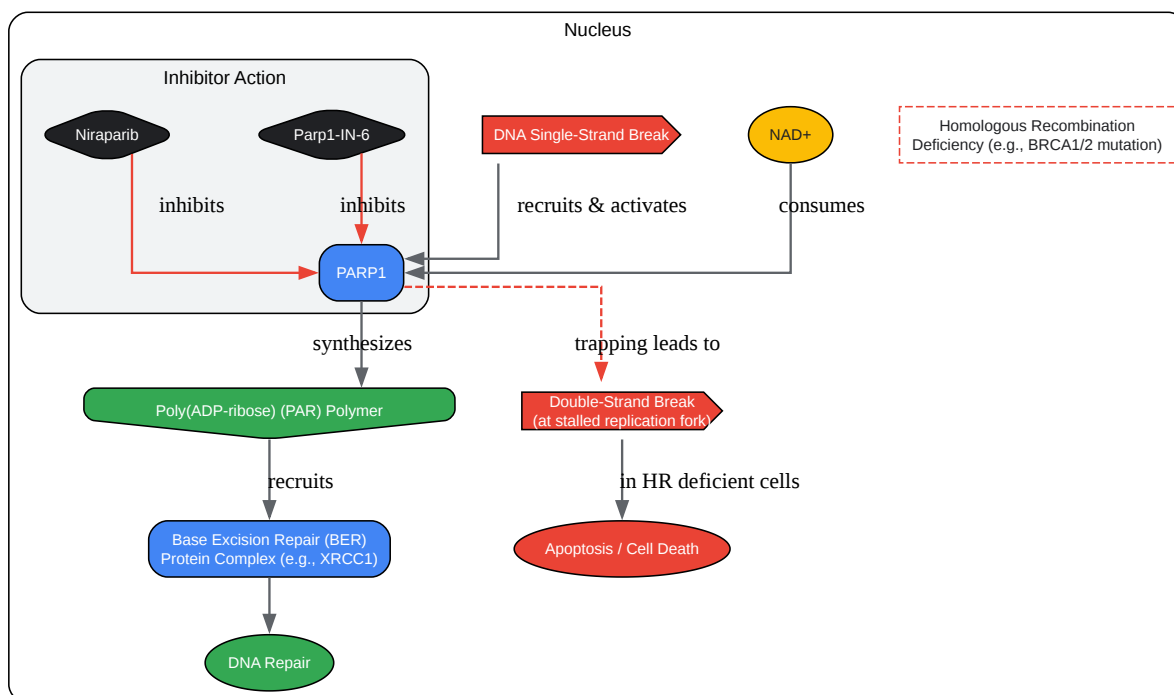 Nucleus
Inhibitor Action
Niraparib
Parp1-IN-6
DNA Single-Strand Break
NAD+
Homologous Recombination
Deficiency (e.g., BRCA1/2 mutation)
inhibits
inhibits
recruits & activates
consumes
PARP1
synthesizes
trapping leads to
Poly(ADP-ribose) (PAR) Polymer
Double-Strand Break
(at stalled replication fork)
recruits
in HR deficient cells
Base Excision Repair (BER)
Protein Complex (e.g., XRCC1)
Apoptosis / Cell Death
DNA Repair